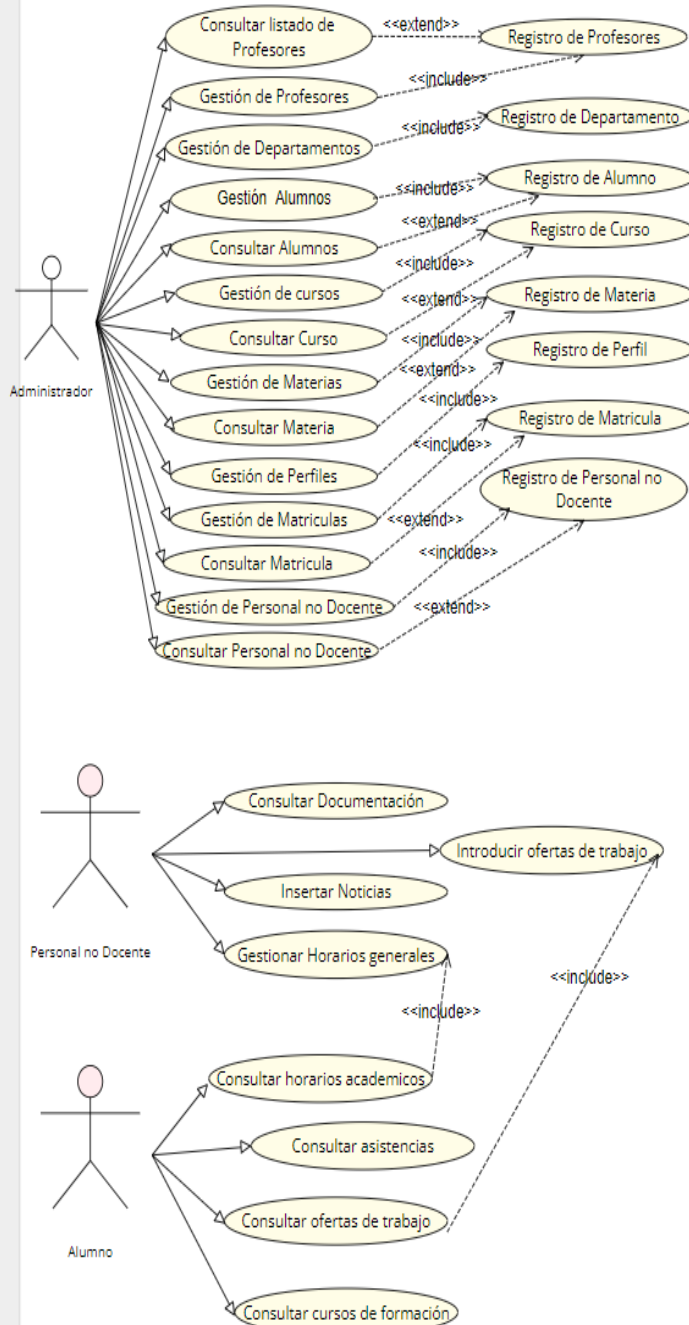 Consultar listado de
Profesores
<<extend>>
Registro de Profesores
<<include>>
Gestión de Profesores
Registro de Departamento
<<include>>
Gestión de Departamentos
Registro de Alumno
<<include>>
Gestión Alumnos
<<extend>>
Registro de Curso
Consultar Alumnos
<<include>>
Gestión de cursos
Registro de Materia
<<extend>>
Consultar Curso
<<include>>
Registro de Perfil
<<extend>>
Gestión de Materias
Administrador
<<include>>
Registro de Matricula
Consultar Materia
<<include>>
Gestión de Perfiles
Registro de Personal no
Docente
Gestión de Matriculas
<<extend>>
<<include>>
Consultar Matricula
Gestión de Personal no Docente
<<extend>>
Consultar Personal no Docente
Consultar Documentación
Introducir ofertas de trabajo
Insertar Noticias
Personal no Docente
Gestionar Horarios generales
<<include>>
<<include>>
Consultar horarios academicos
Consultar asistencias
Consultar ofertas de trabajo
Alumno
Consultar cursos de formación